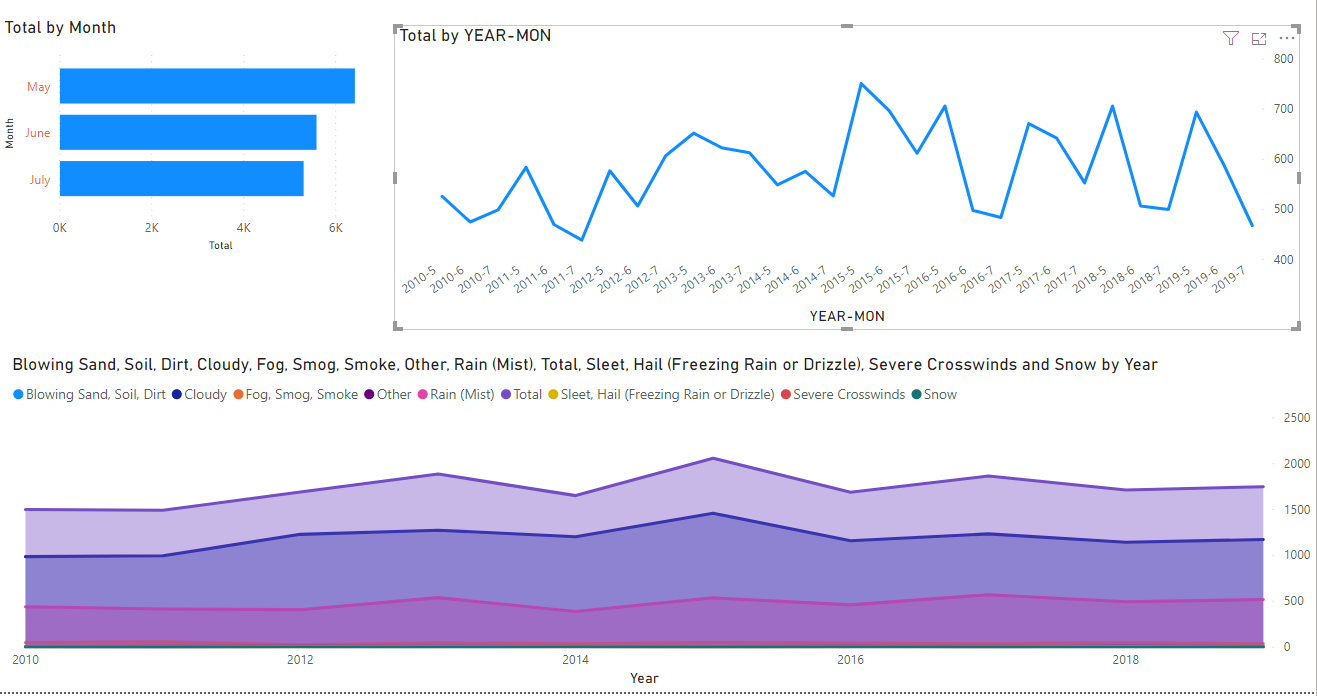 Total by Month
Month
May
June
July
0K 2K 4K 6K
Total
Total by YEAR-MON
800
700
600
500
400
2010-5 2010-6 2010-7 2011-5 2011-6 2011-7 2012-5 2012-6 2012-7 2013-5 2013-6 2013-7 2014-5 2014-6 2014-7 2015-5 2015-6 2015-7 2016-5 2016-6 2016-7 2017-5 2017-6 2017-7 2018-5 2018-6 2018-7 2019-5 2019-6 2019-7
YEAR-MON
Blowing Sand, Soil, Dirt, Cloudy, Fog, Smog, Smoke, Other, Rain (Mist), Total, Sleet, Hail (Freezing Rain or Drizzle), Severe Crosswinds and Snow by Year
Blowing Sand, Soil, Dirt Cloudy Fog, Smog, Smoke Other Rain (Mist) Total Sleet, Hail (Freezing Rain or Drizzle) Severe Crosswinds Snow
2500
2000
1500
1000
500
0
2010 2012 2014 2016 2018
Year